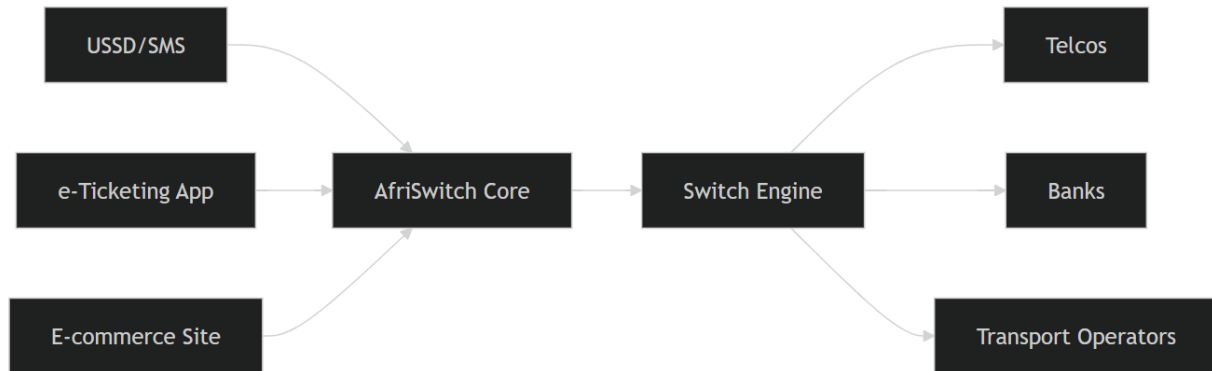 USSD/SMS
Telcos
e-Ticketing App
AfriSwitch Core
Switch Engine
Banks
E-commerce Site
Transport Operators